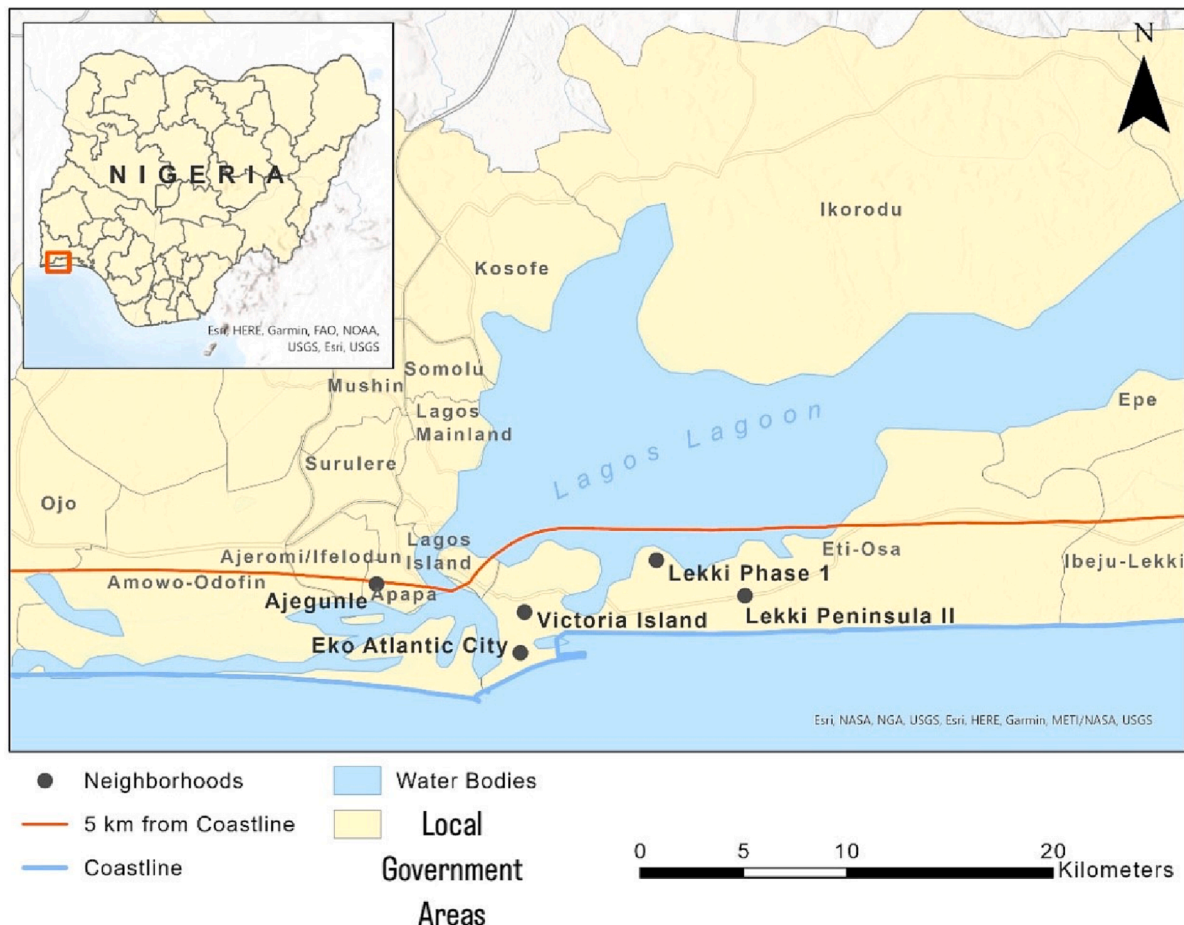 N
NIGERIA
Esri, HERE, Garmin, FAO, NOAA,
USGS, Esri, USGS
Ikorodu
Kosofe
Somolu
Mushin
Lagos
Mainland
Epe
Lagos Lagoon
Surulere
Ojo
Lagos
Island
Ajeromi/Ifelodun
Eti-Osa
Ibeju-Lekki
Amowo-Odofin
Lekki Phase 1
Ajegunle
Apapa
Victoria Island
Lekki Peninsula II
Eko Atlantic City
Esri, NASA, NGA, USGS, Esri, HERE, Garmin, METI/NASA, USGS
Neighborhoods
5 km from Coastline
Coastline
Water Bodies
Local
Government
Areas
0 5 10 20
Kilometers